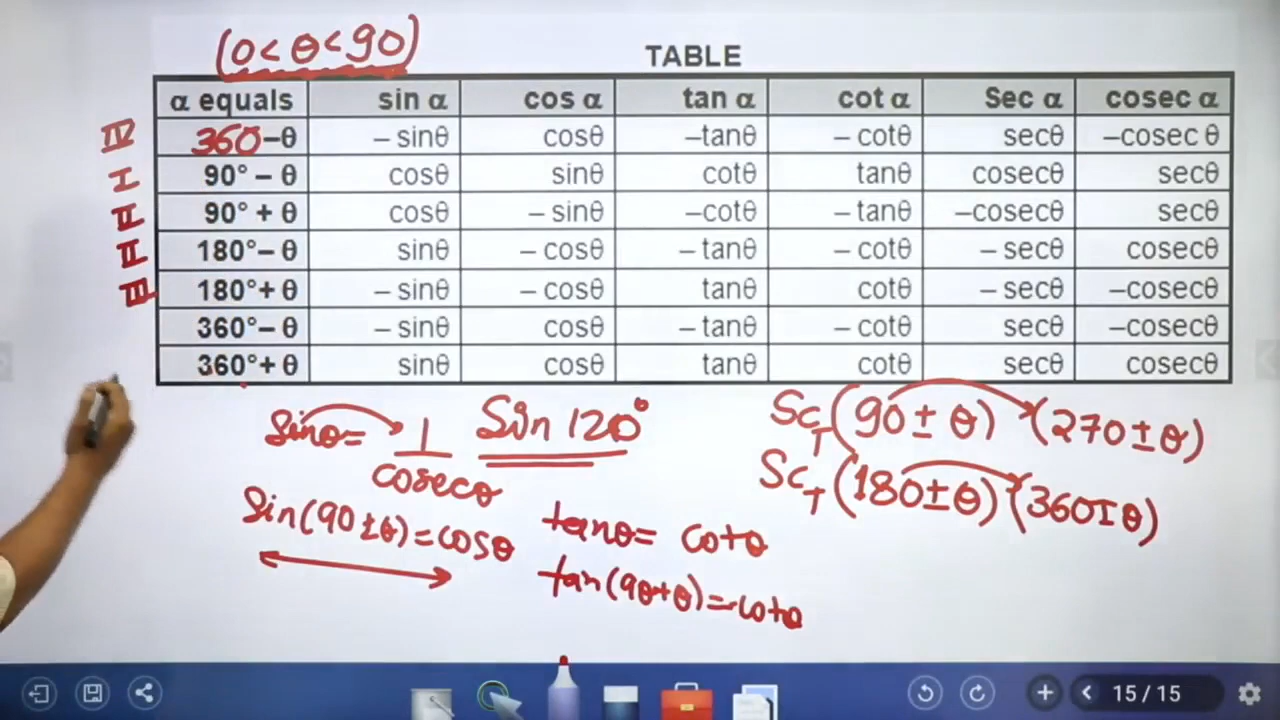 (0<θ<90)
TABLE
α equals sin α cos α tan α cot α Sec α cosec α
IV 360–θ – sinθ cosθ –tanθ – cotθ secθ –cosec θ
I 90° – θ cosθ sinθ cotθ tanθ cosecθ secθ
II 90° + θ cosθ – sinθ –cotθ – tanθ –cosecθ secθ
II 180°– θ sinθ – cosθ – tanθ – cotθ – secθ cosecθ
III 180°+ θ – sinθ – cosθ tanθ cotθ – secθ –cosecθ
360°– θ – sinθ cosθ – tanθ – cotθ secθ –cosecθ
360°+ θ sinθ cosθ tanθ cotθ secθ cosecθ
sinθ= 1/cosecθ Sin 120° SCT(90±θ) (270±θ)
SCT(180±θ) (360±θ)
Sin(90±θ)=cosθ tanθ= cotθ
tan(90+θ)=-cotθ
15 / 15